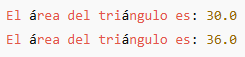 El área del triángulo es: 30.0
El área del triángulo es: 36.0